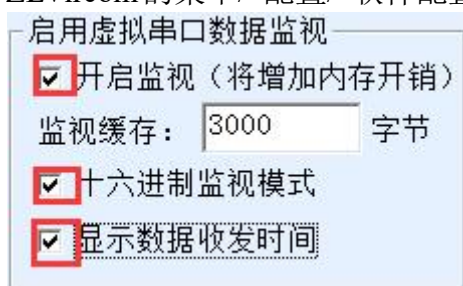 启用虚拟串口数据监视
开启监视（将增加内存开销）
监视缓存： 3000 字节
十六进制监视模式
显示数据收发时间